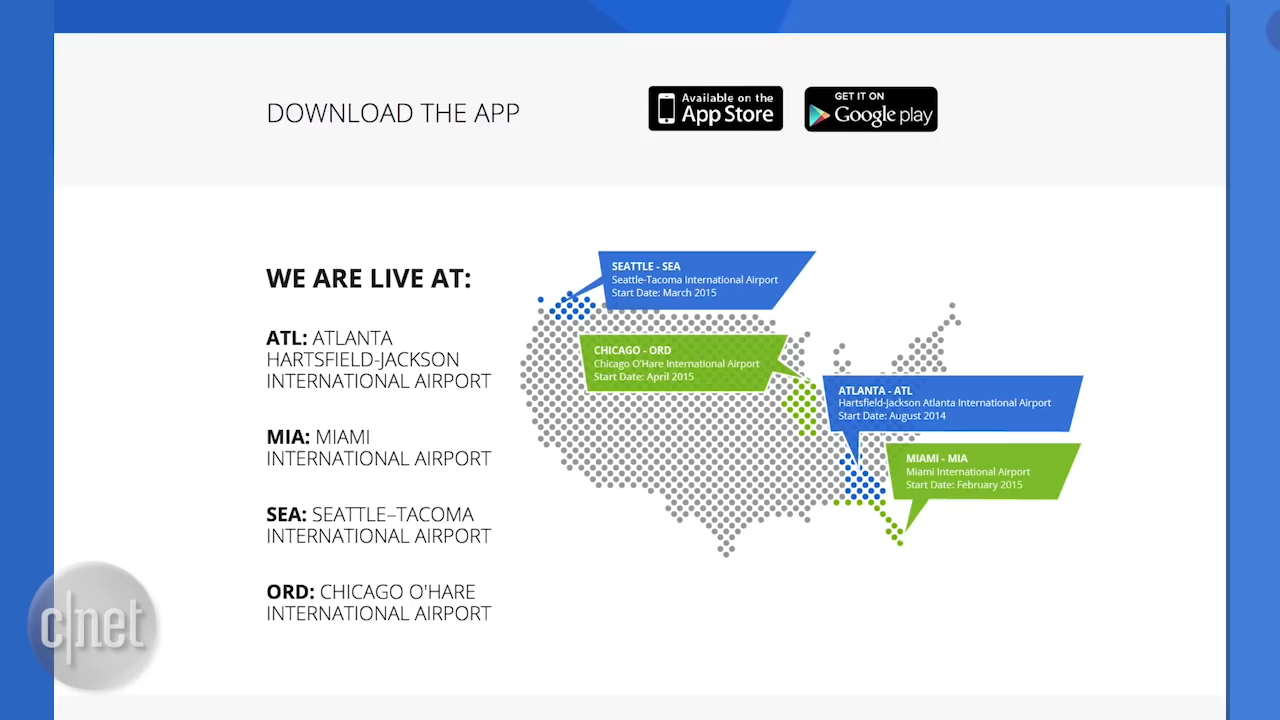 DOWNLOAD THE APP
Available on the
App Store
GET IT ON
Google play
WE ARE LIVE AT:
ATL: ATLANTA
HARTSFIELD-JACKSON
INTERNATIONAL AIRPORT
MIA: MIAMI
INTERNATIONAL AIRPORT
SEA: SEATTLE–TACOMA
INTERNATIONAL AIRPORT
ORD: CHICAGO O'HARE
INTERNATIONAL AIRPORT
SEATTLE - SEA
Seattle-Tacoma International Airport
Start Date: March 2015
CHICAGO - ORD
Chicago O'Hare International Airport
Start Date: April 2015
ATLANTA - ATL
Hartsfield-Jackson Atlanta International Airport
Start Date: August 2014
MIAMI - MIA
Miami International Airport
Start Date: February 2015
c|net